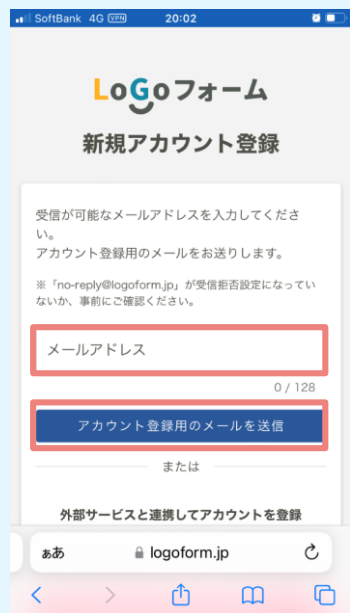 SoftBank 4G VPN 20:02
LoGoフォーム
新規アカウント登録
受信が可能なメールアドレスを入力してくださ
い。
アカウント登録用のメールをお送りします。
※「no-reply@logoform.jp」が受信拒否設定になってい
ないか、事前にご確認ください。
メールアドレス
0 / 128
アカウント登録用のメールを送信
または
外部サービスと連携してアカウントを登録
ぁあ logoform.jp